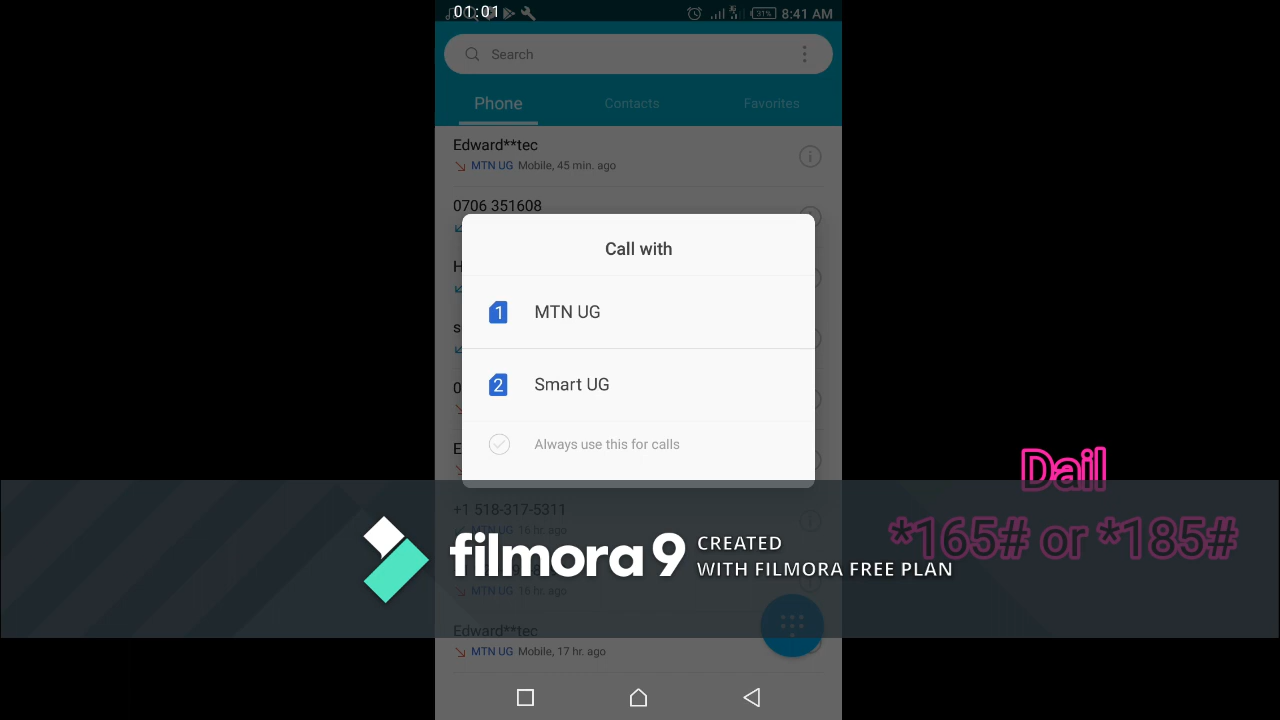 01:01
31%
8:41 AM
Search
Phone
Contacts
Favorites
Edward**tec
MTN UG Mobile, 45 min. ago
0706 351608
H
s
0
E
Call with
1 MTN UG
2 Smart UG
Always use this for calls
+1 518-317-5311
MTN UG 16 hr. ago
MTN UG 16 hr. ago
Edward**tec
MTN UG Mobile, 17 hr. ago
Dail
*165# or *185#
filmora 9
CREATED
WITH FILMORA FREE PLAN